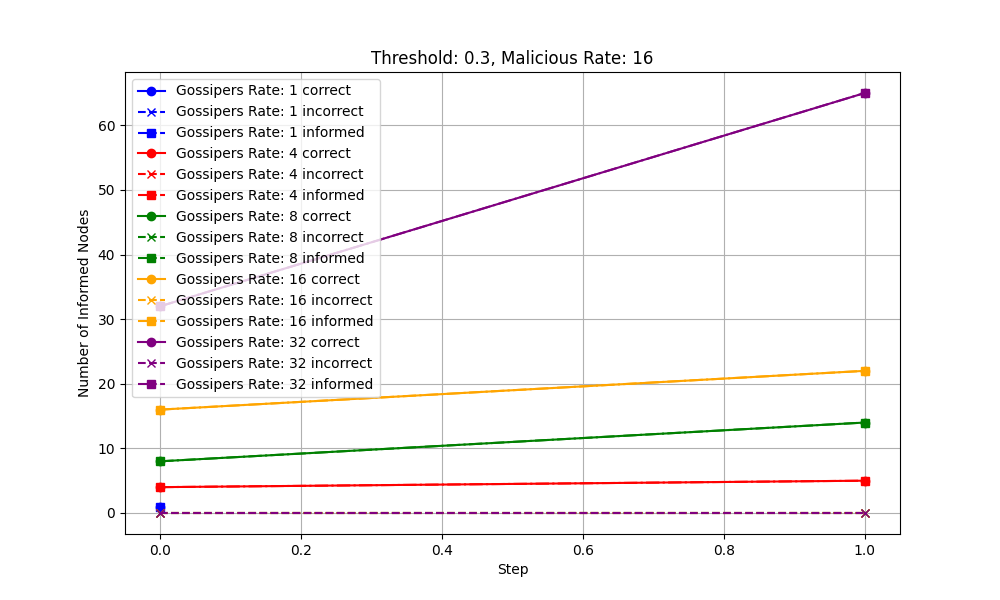 Threshold: 0.3, Malicious Rate: 16
Gossipers Rate: 1 correct
Gossipers Rate: 1 incorrect
Gossipers Rate: 1 informed
Gossipers Rate: 4 correct
Gossipers Rate: 4 incorrect
Gossipers Rate: 4 informed
Gossipers Rate: 8 correct
Gossipers Rate: 8 incorrect
Gossipers Rate: 8 informed
Gossipers Rate: 16 correct
Gossipers Rate: 16 incorrect
Gossipers Rate: 16 informed
Gossipers Rate: 32 correct
Gossipers Rate: 32 incorrect
Gossipers Rate: 32 informed
Number of Informed Nodes
60
50
40
30
20
10
0
0.0 0.2 0.4 0.6 0.8 1.0
Step